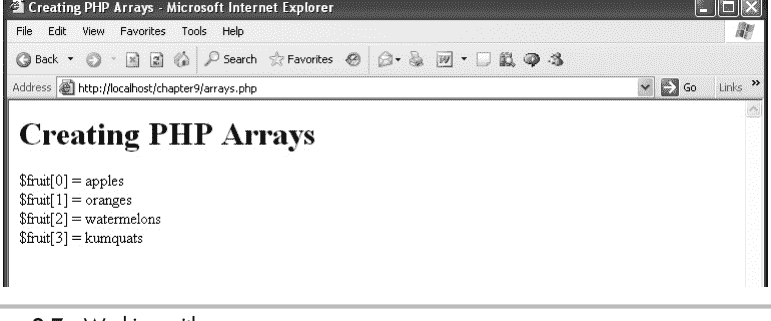 Creating PHP Arrays - Microsoft Internet Explorer
File Edit View Favorites Tools Help
Back Search Favorites
Address http://localhost/chapter9/arrays.php Go Links »
Creating PHP Arrays
$fruit[0] = apples
$fruit[1] = oranges
$fruit[2] = watermelons
$fruit[3] = kumquats